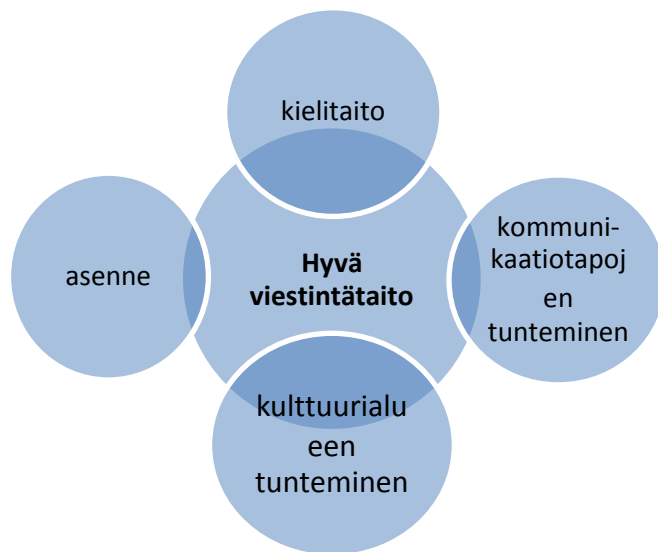 kielitaito
asenne
Hyvä
viestintätaito
kommuni-
kaatiotapoj
en
tunteminen
kulttuurialu
een
tunteminen